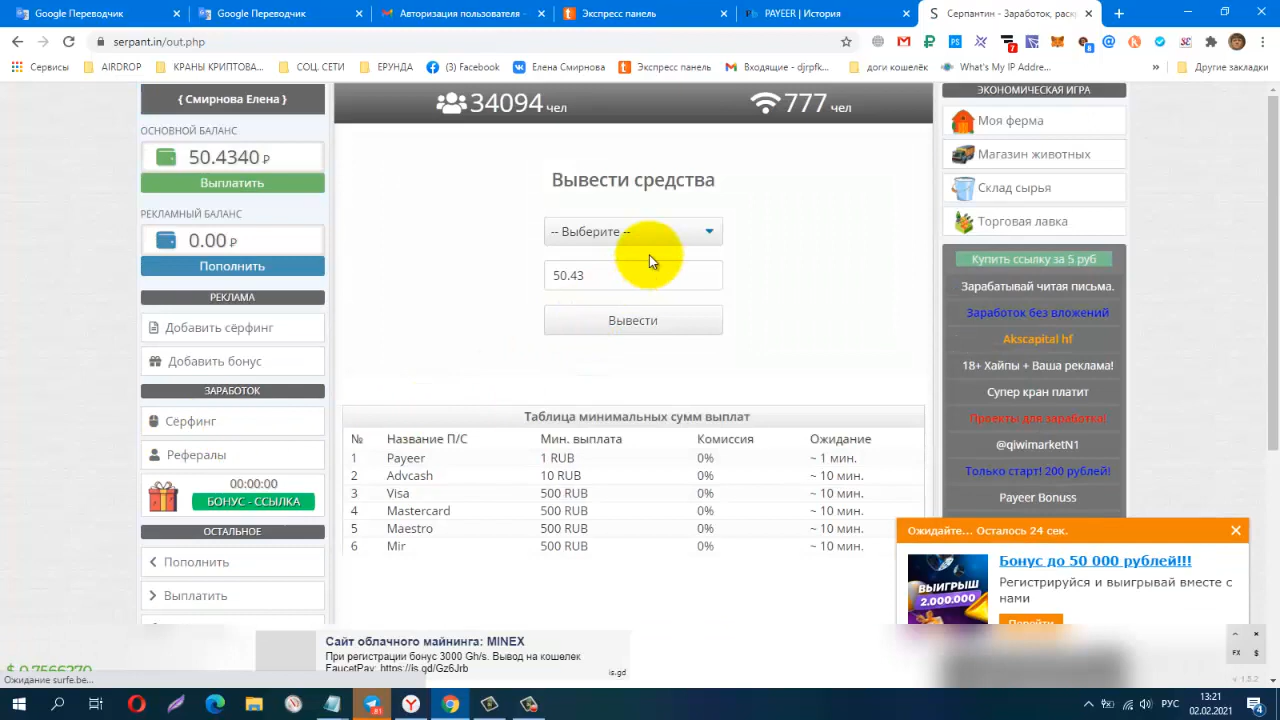 Google Переводчик
Google Переводчик
Авторизация пользователя -
Экспресс панель
PAYEER | История
Серпантин - Заработок, рас
serpant.in/out.php
Сервисы
AIRDROP
КРАНЫ КРИПТОВА...
СОЦ СЕТИ
ЕРУНДА
(3) Facebook
Елена Смирнова
Экспресс панель
Входящие - djrpfk...
доги кошелёк
What's My IP Addre...
»
Другие закладки
{ Смирнова Елена }
ОСНОВНОЙ БАЛАНС
50.4340 ₽
Выплатить
РЕКЛАМНЫЙ БАЛАНС
0.00 ₽
Пополнить
РЕКЛАМА
Добавить сёрфинг
Добавить бонус
ЗАРАБОТОК
Сёрфинг
Рефералы
00:00:00
БОНУС - ССЫЛКА
ОСТАЛЬНОЕ
Пополнить
Выплатить
34094 чел
777 чел
Вывести средства
-- Выберите --
50.43
Вывести
Таблица минимальных сумм выплат
№ Название П/С Мин. выплата Комиссия Ожидание
1 Payeer 1 RUB 0% ~ 1 мин.
2 Advcash 10 RUB 0% ~ 10 мин.
3 Visa 500 RUB 0% ~ 10 мин.
4 Mastercard 500 RUB 0% ~ 10 мин.
5 Maestro 500 RUB 0% ~ 10 мин.
6 Mir 500 RUB 0% ~ 10 мин.
ЭКОНОМИЧЕСКАЯ ИГРА
Моя ферма
Магазин животных
Склад сырья
Торговая лавка
Купить ссылку за 5 руб
Зарабатывай читая письма.
Заработок без вложений
Akscapital hf
18+ Хайпы + Ваша реклама!
Супер кран платит
Проекты для заработка!
@qiwimarketN1
Только старт! 200 рублей!
Payeer Bonuss
Ожидайте... Осталось 24 сек.
Бонус до 50 000 рублей!!!
Регистрируйся и выигрывай вместе с
нами
Перейти
ВЫИГРЫШ
2.000.000
Сайт облачного майнинга: MINEX
При регистрации бонус 3000 Gh/s. Вывод на кошелек
FaucetPay: https://is.gd/Gz6Jrb
is.gd
FX $
v 1.5.2
Ожидание surfe.be...
РУС
13:21
02.02.2021